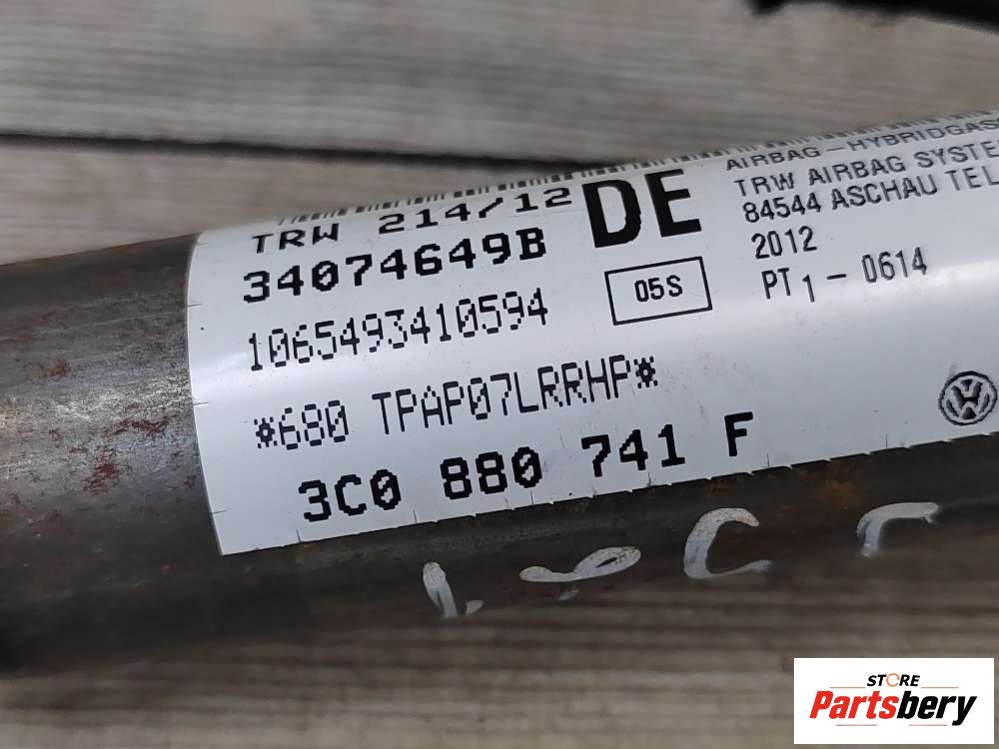 AIRBAG-HYBRIDGAS
TRW 214/12
DE
TRW AIRBAG SYSTE
84544 ASCHAU TEL
34074649B
05S
2012
PT1-0614
1065493410594
*680 TPAP07LRRHP*
3C0 880 741 F
STORE
Partsbery